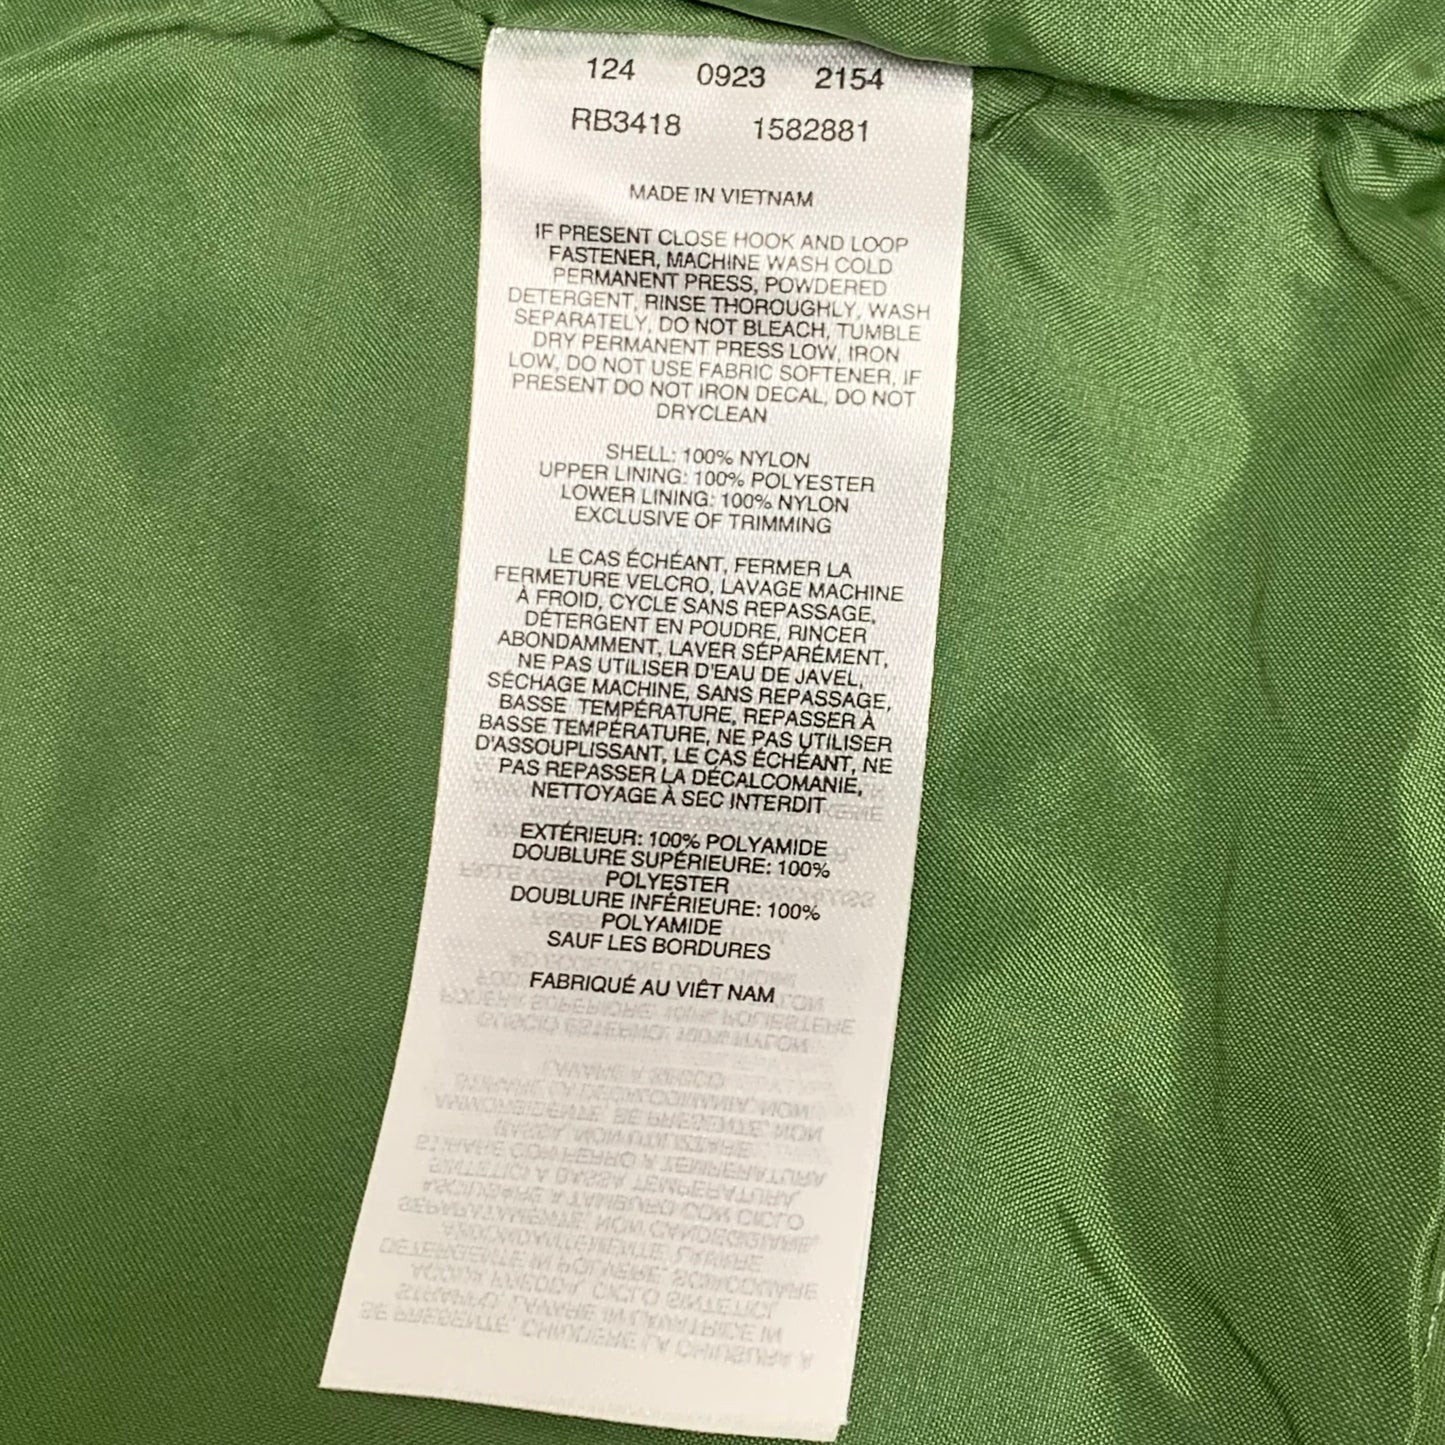 124 0923 2154
RB3418 1582881
MADE IN VIETNAM
IF PRESENT CLOSE HOOK AND LOOP
FASTENER, MACHINE WASH COLD
PERMANENT PRESS, POWDERED
DETERGENT, RINSE THOROUGHLY, WASH
SEPARATELY, DO NOT BLEACH, TUMBLE
DRY PERMANENT PRESS LOW, IRON
LOW, DO NOT USE FABRIC SOFTENER, IF
PRESENT DO NOT IRON DECAL, DO NOT
DRYCLEAN
SHELL: 100% NYLON
UPPER LINING: 100% POLYESTER
LOWER LINING: 100% NYLON
EXCLUSIVE OF TRIMMING
LE CAS ÉCHÉANT, FERMER LA
FERMETURE VELCRO, LAVAGE MACHINE
À FROID, CYCLE SANS REPASSAGE,
DÉTERGENT EN POUDRE, RINCER
ABONDAMMENT, LAVER SÉPARÉMENT,
NE PAS UTILISER D'EAU DE JAVEL,
SÉCHAGE MACHINE, SANS REPASSAGE,
BASSE TEMPÉRATURE, REPASSER À
BASSE TEMPÉRATURE, NE PAS UTILISER
D'ASSOUPLISSANT, LE CAS ÉCHÉANT, NE
PAS REPASSER LA DÉCALCOMANIE,
NETTOYAGE À SEC INTERDIT
EXTÉRIEUR: 100% POLYAMIDE
DOUBLURE SUPÉRIEURE: 100%
POLYESTER
DOUBLURE INFÉRIEURE: 100%
POLYAMIDE
SAUF LES BORDURES
FABRIQUÉ AU VIÊT NAM